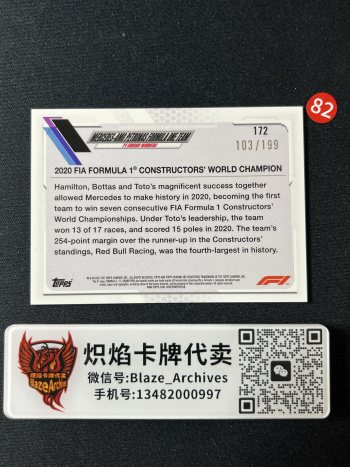 82
MERCEDES-AMG PETRONAS FORMULA ONE TEAM
F1 AWARD WINNERS
172
103/199
2020 FIA FORMULA 1® CONSTRUCTORS' WORLD CHAMPION
Hamilton, Bottas and Toto's magnificent success together
allowed Mercedes to make history in 2020, becoming the first
team to win seven consecutive FIA Formula 1 Constructors'
World Championships. Under Toto's leadership, the team
won 13 of 17 races, and scored 15 poles in 2020. The team's
254-point margin over the runner-up in the Constructors'
standings, Red Bull Racing, was the fourth-largest in history.
TOPPS
F1
炽焰卡牌代卖
微信号:Blaze_Archives
手机号:13482000997
Blaze Archives